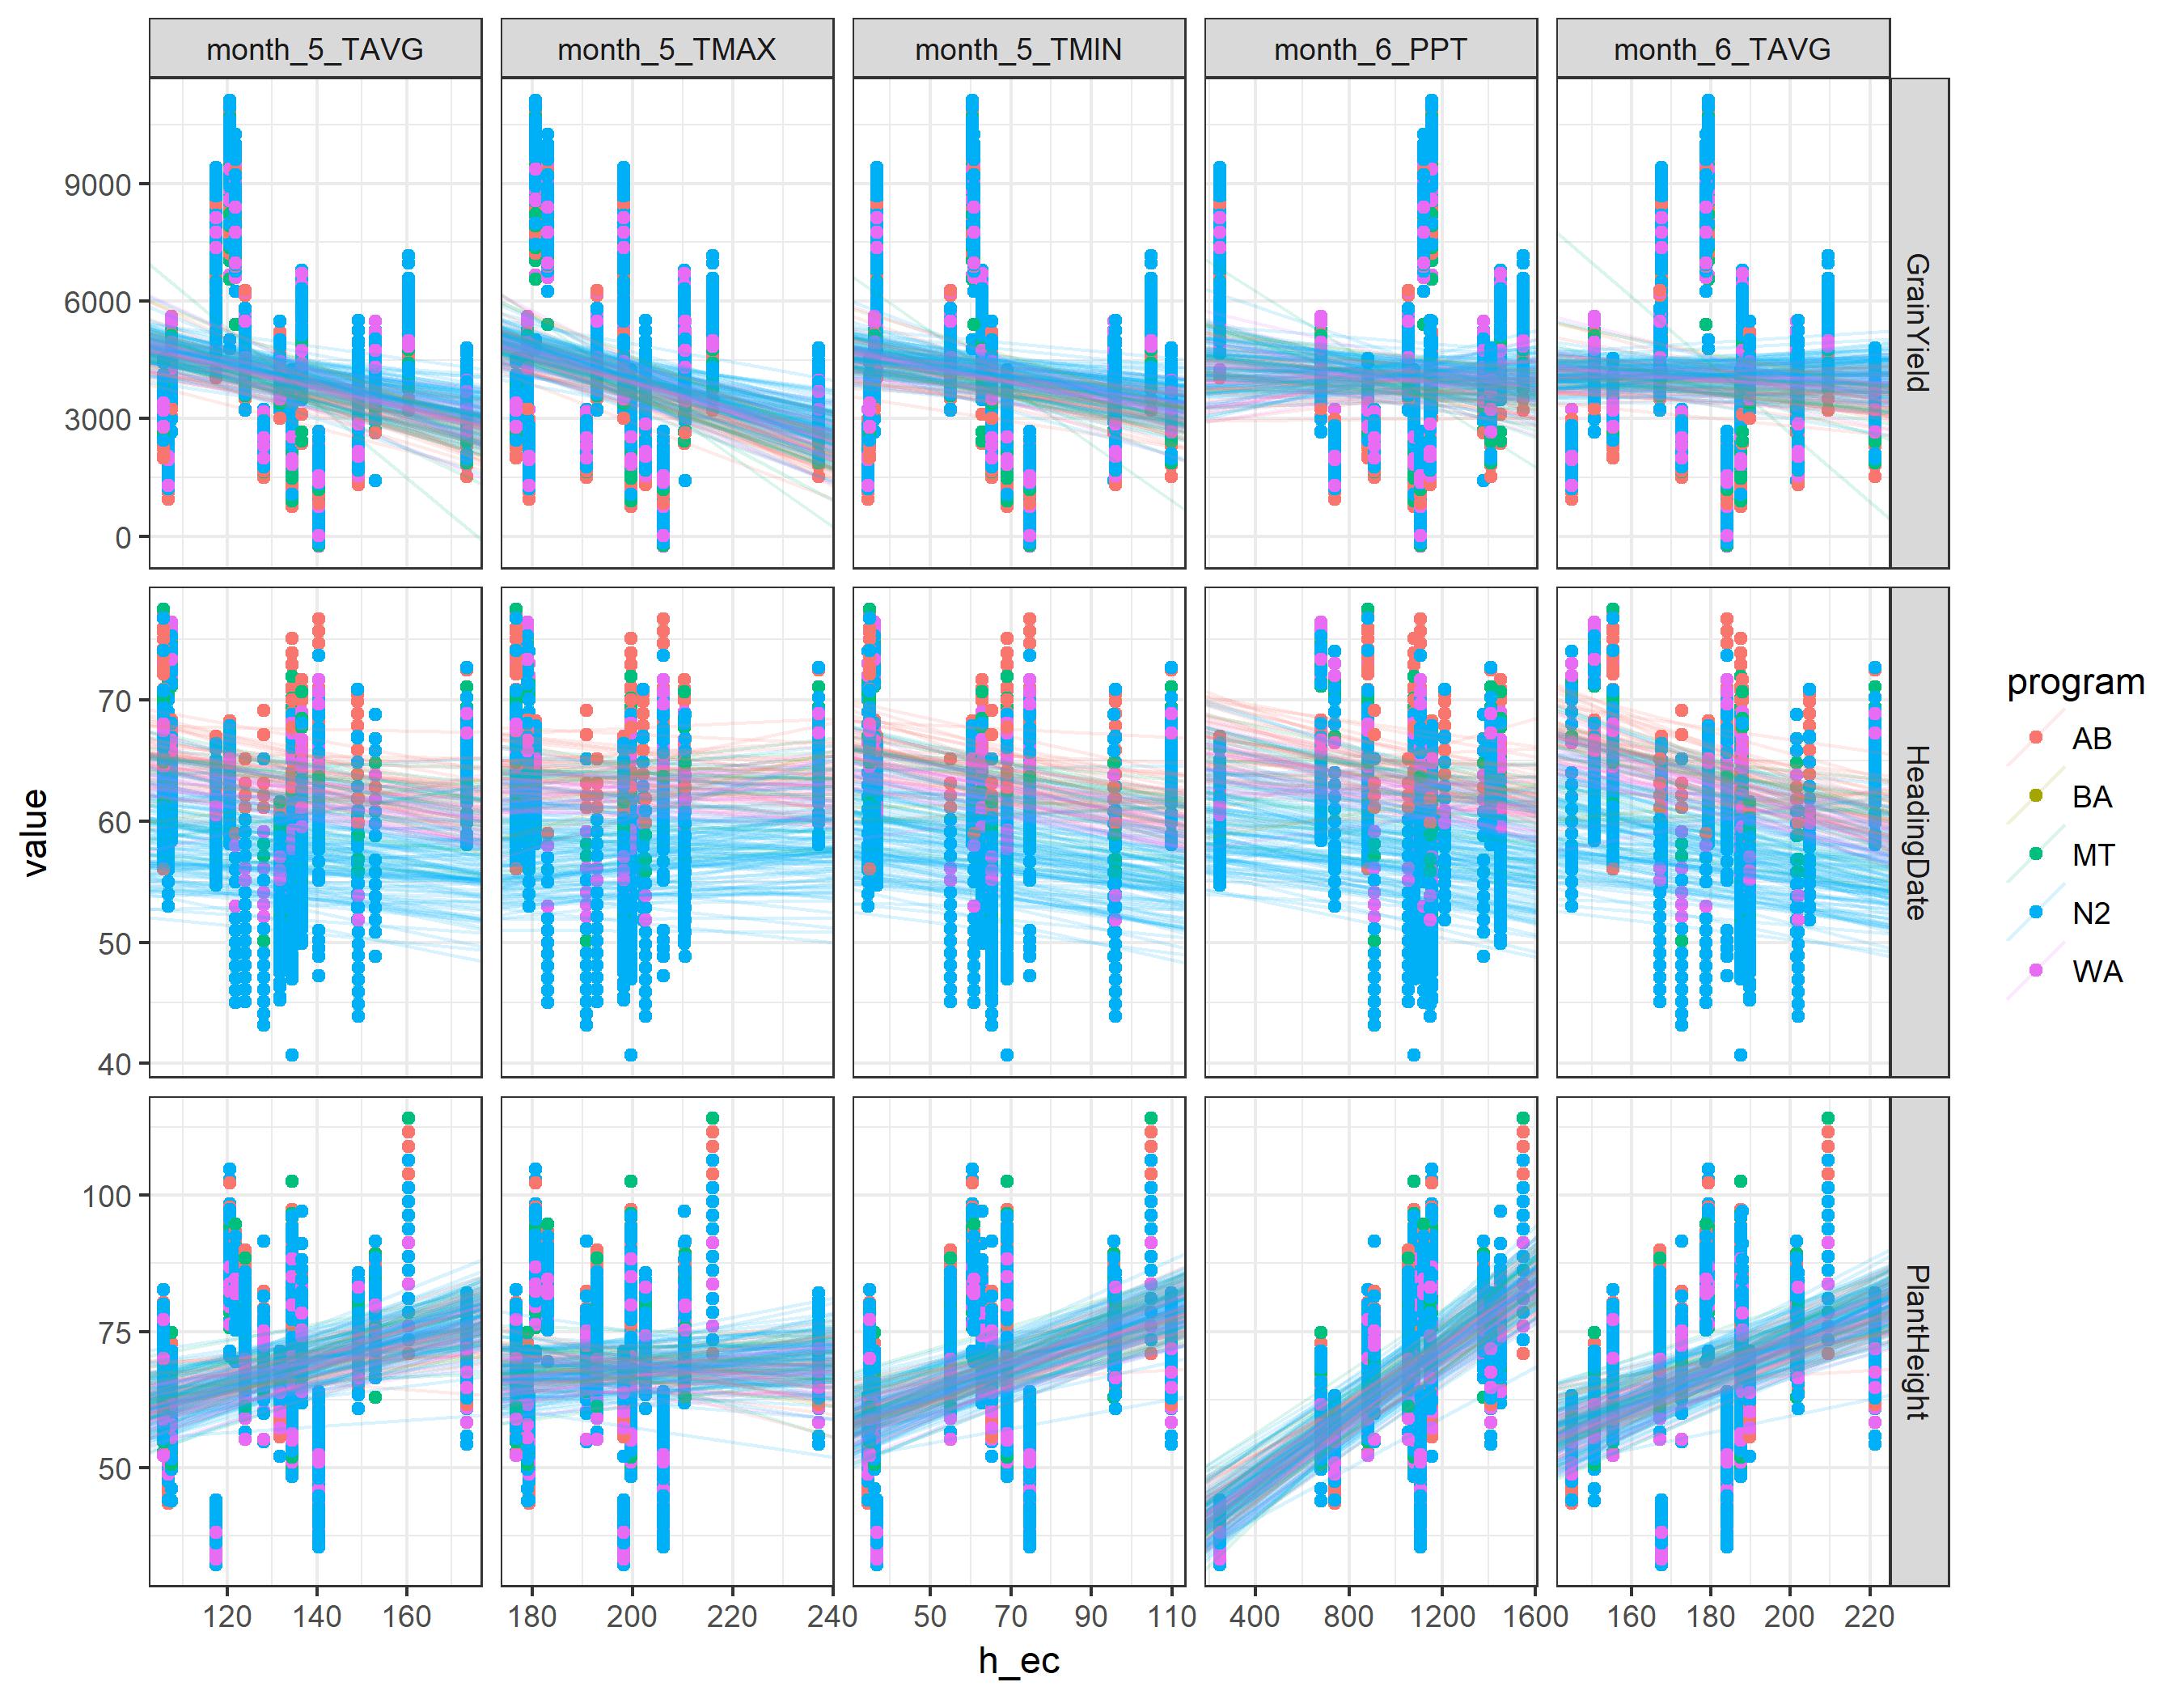 month_5_TAVG
month_5_TMAX
month_5_TMIN
month_6_PPT
month_6_TAVG
GrainYield
9000
6000
3000
0
HeadingDate
70
60
50
40
value
PlantHeight
100
75
50
120 140 160
180 200 220 240
50 70 90 110
400 800 1200 1600
160 180 200 220
h_ec
program
AB
BA
MT
N2
WA